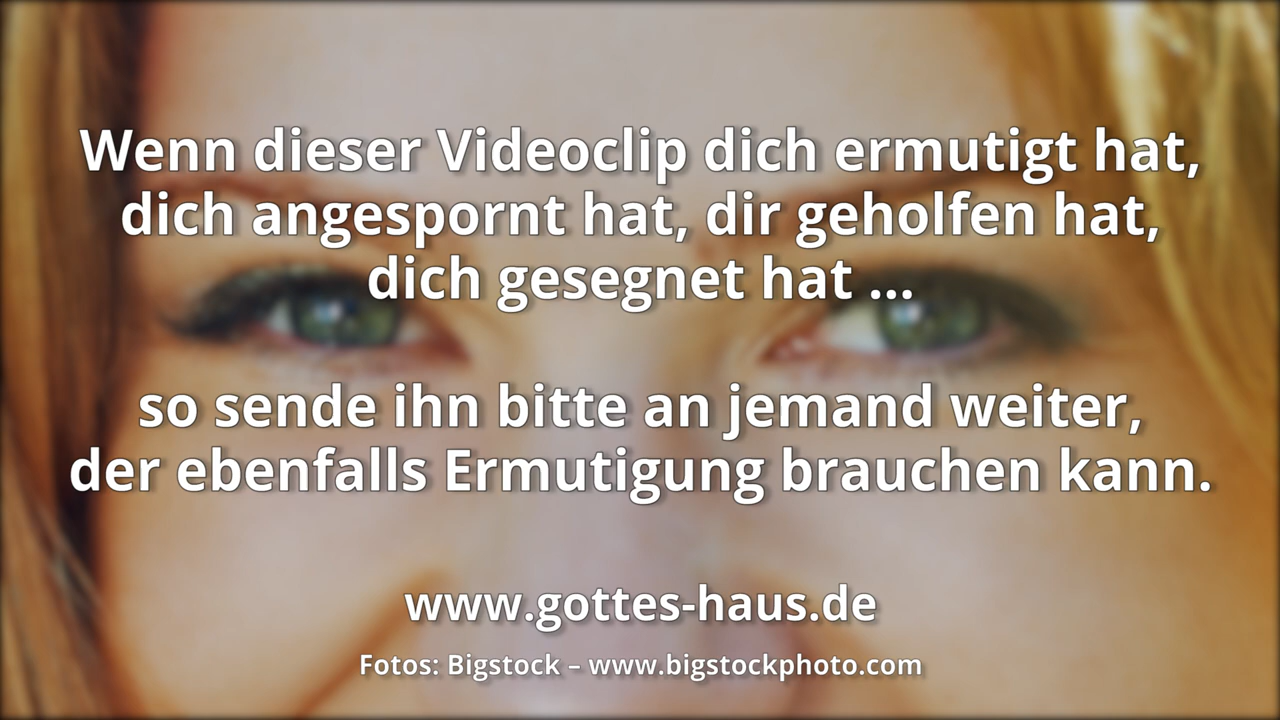 Wenn dieser Videoclip dich ermutigt hat,
dich angespornt hat, dir geholfen hat,
dich gesegnet hat ...
so sende ihn bitte an jemand weiter,
der ebenfalls Ermutigung brauchen kann.
www.gottes-haus.de
Fotos: Bigstock – www.bigstockphoto.com